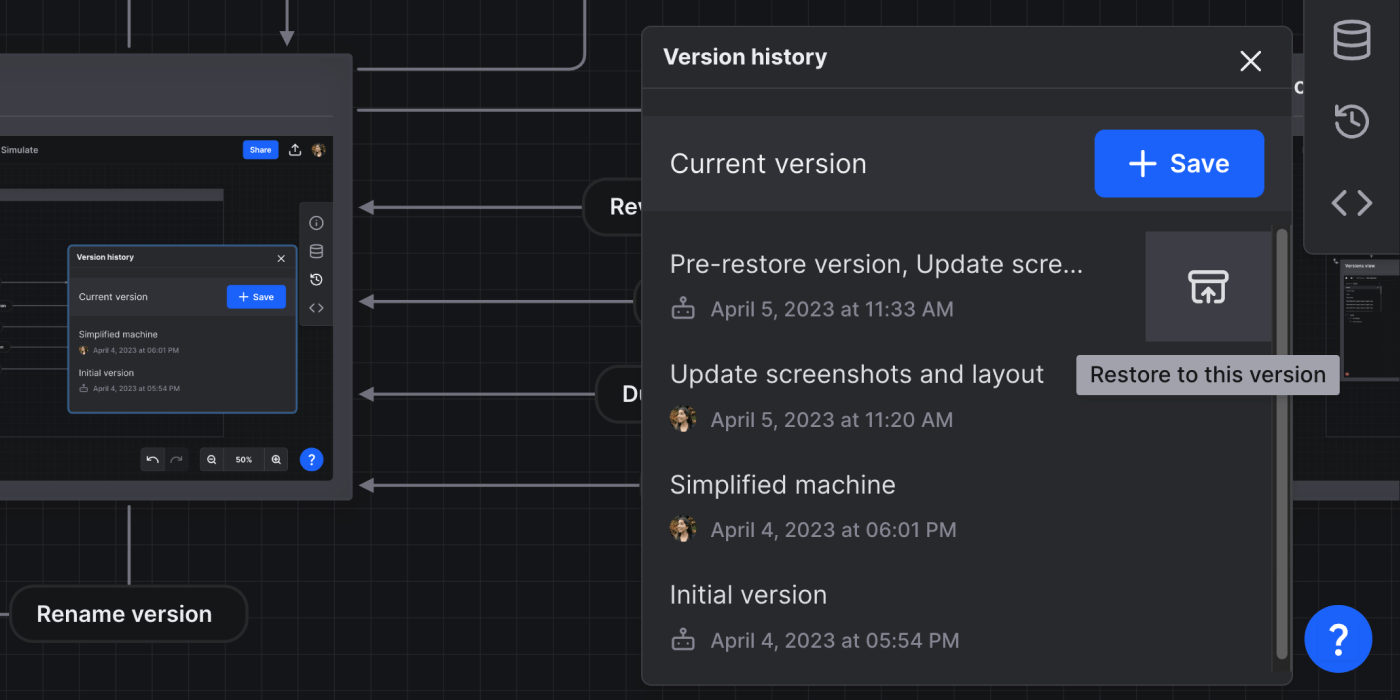 Simulate
Share
Version history
Current version
+ Save
Simplified machine
April 4, 2023 at 06:01 PM
Initial version
April 4, 2023 at 05:54 PM
50%
?
Rename version
Version history
Current version
+ Save
Pre-restore version, Update scre...
April 5, 2023 at 11:33 AM
Restore to this version
Update screenshots and layout
April 5, 2023 at 11:20 AM
Simplified machine
April 4, 2023 at 06:01 PM
Initial version
April 4, 2023 at 05:54 PM
Versions view
?